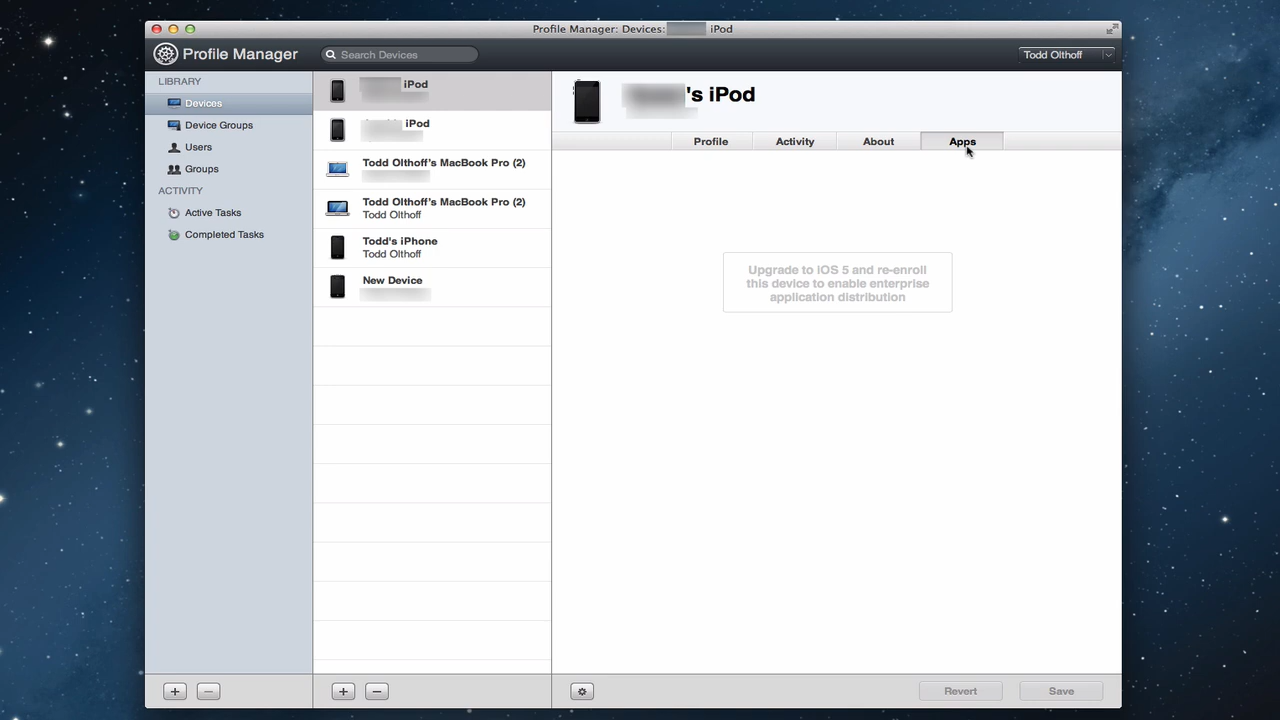 Profile Manager: Devices: iPod
Profile Manager
Search Devices
Todd Olthoff
LIBRARY
Devices
Device Groups
Users
Groups
ACTIVITY
Active Tasks
Completed Tasks
iPod
iPod
Todd Olthoff's MacBook Pro (2)
Todd Olthoff's MacBook Pro (2)
Todd Olthoff
Todd's iPhone
Todd Olthoff
New Device
's iPod
Profile
Activity
About
Apps
Upgrade to iOS 5 and re-enroll
this device to enable enterprise
application distribution
Revert
Save